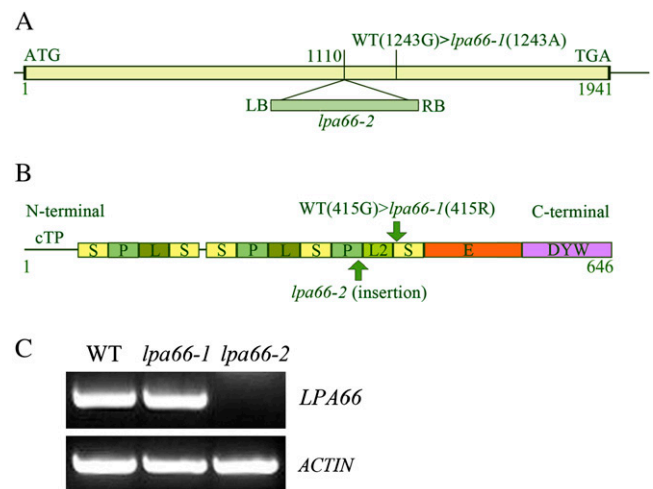 A
WT(1243G)>lpa66-1(1243A)
ATG
1110
TGA
1
1941
LB
RB
lpa66-2
B
N-terminal
WT(415G)>lpa66-1(415R)
C-terminal
cTP
S P L S S P L S P L2 S E DYW
1
646
lpa66-2 (insertion)
C
WT lpa66-1 lpa66-2
LPA66
ACTIN